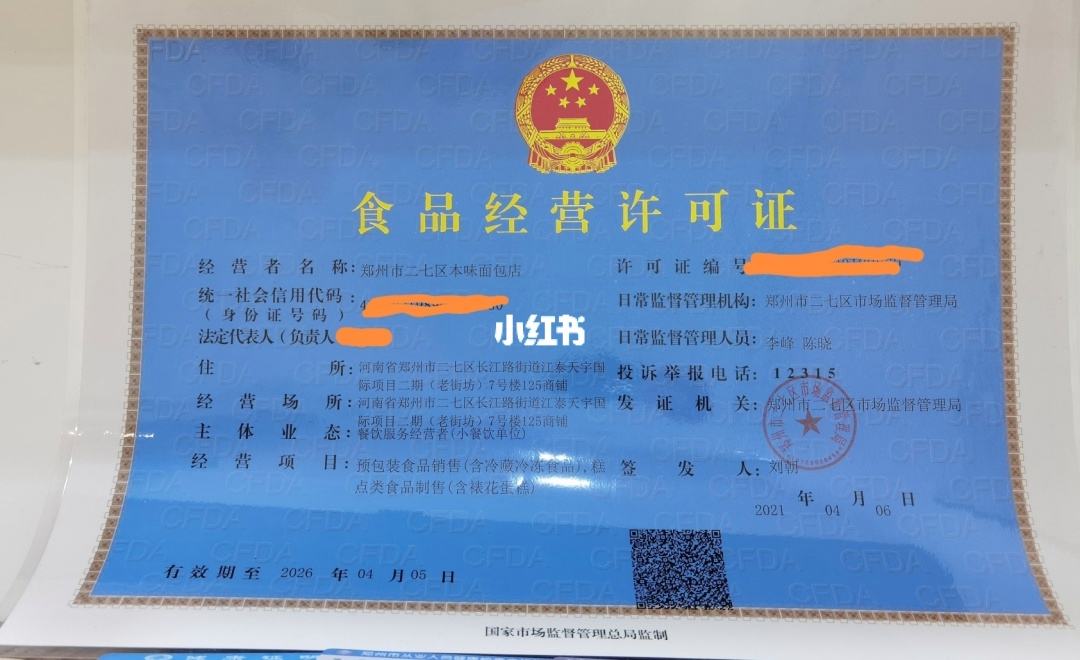 食品经营许可证
经营者名称：郑州市二七区本味面包店
统一社会信用代码：4
（身份证号码）
法定代表人（负责人
住所：河南省郑州市二七区长江路街道江泰天宇国
际项目二期（老街坊）7号楼125商铺
经营场所：河南省郑州市二七区长江路街道江泰天宇国
际项目二期（老街坊）7号楼125商铺
主体业态：餐饮服务经营者(小餐饮单位)
经营项目：预包装食品销售(含冷藏冷冻食品),糕
点类食品制售(含裱花蛋糕)
许可证编号
日常监督管理机构：郑州市二七区市场监督管理局
日常监督管理人员：李峰 陈晓
投诉举报电话：12315
发证机关：郑州市二七区市场监督管理局
签发人：刘朝
2021 年 04 月 06 日
有效期至 2026 年 04 月 05 日
国家市场监督管理总局监制
小红书
CFDA